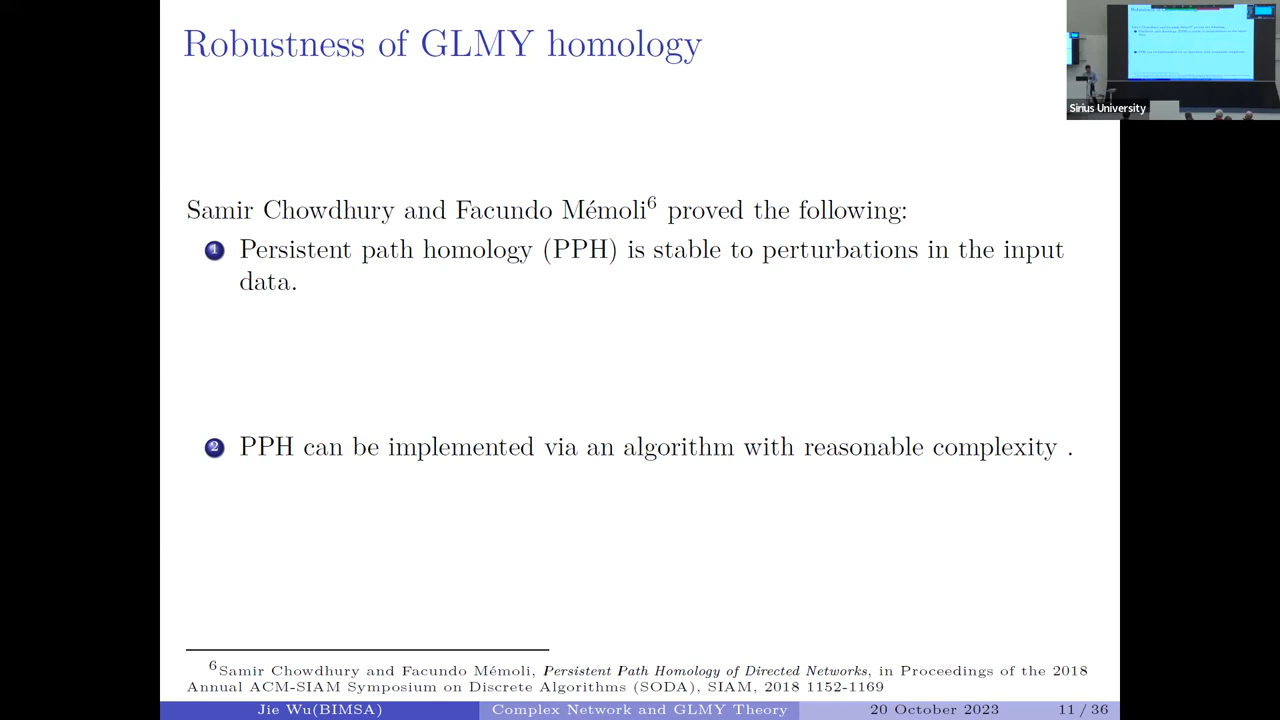 Robustness of GLMY homology
Sirius University
Samir Chowdhury and Facundo Mémoli6 proved the following:
1 Persistent path homology (PPH) is stable to perturbations in the input
data.
2 PPH can be implemented via an algorithm with reasonable complexity .
6Samir Chowdhury and Facundo Mémoli, Persistent Path Homology of Directed Networks, in Proceedings of the 2018
Annual ACM-SIAM Symposium on Discrete Algorithms (SODA), SIAM, 2018 1152-1169
Jie Wu(BIMSA) Complex Network and GLMY Theory 20 October 2023 11 / 36